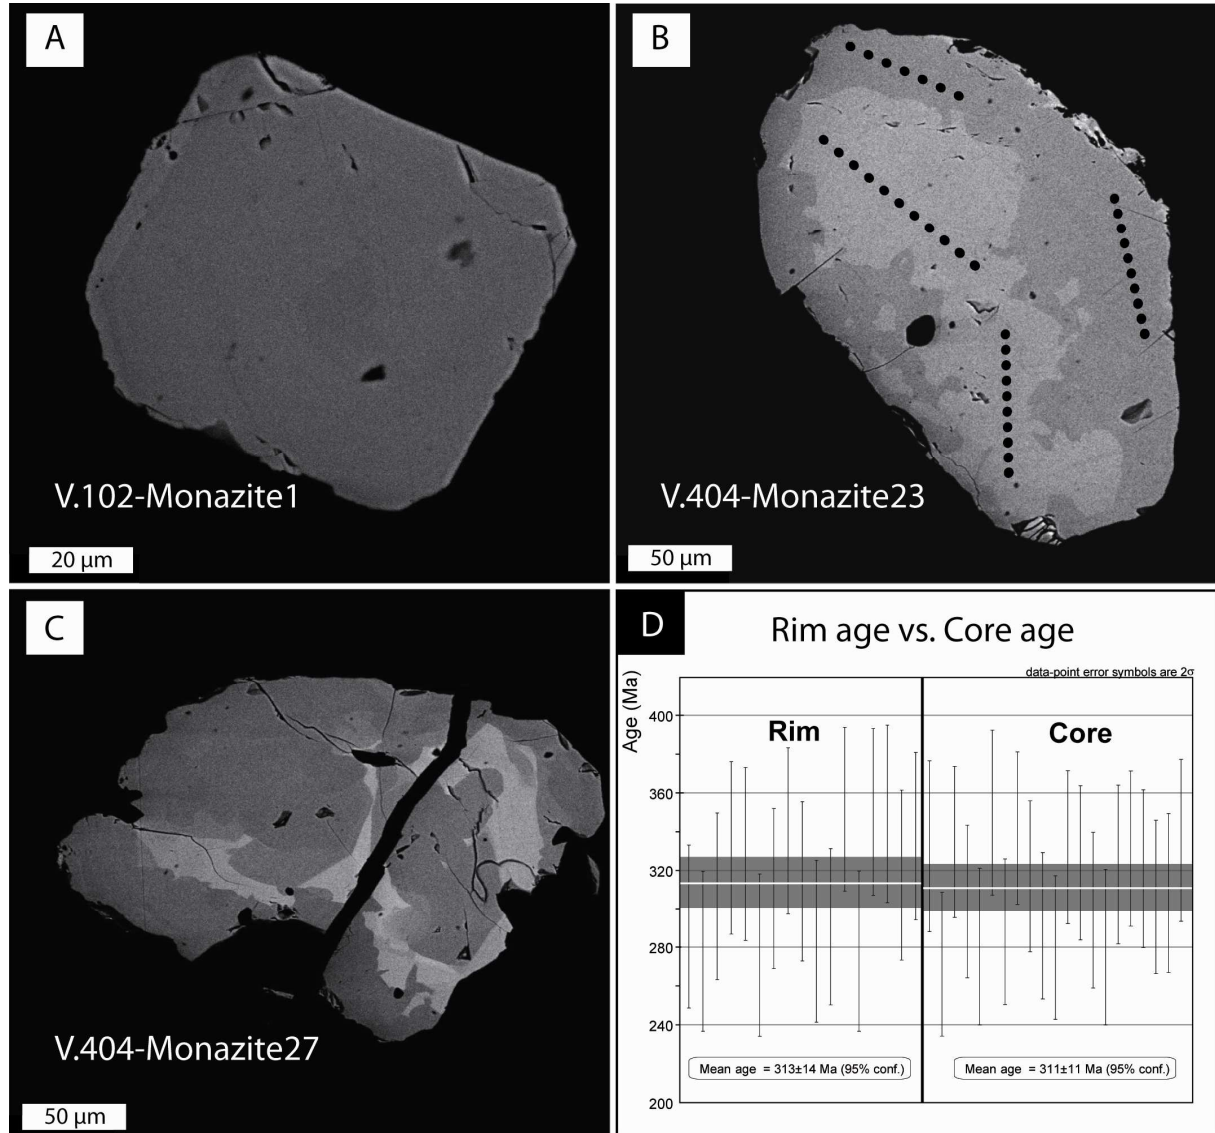 A
V.102-Monazite1
20 µm
B
V.404-Monazite23
50 µm
C
V.404-Monazite27
50 µm
D
Rim age vs. Core age
data-point error symbols are 2σ
Age (Ma)
400
360
320
280
240
200
Rim
Core
Mean age = 313±14 Ma (95% conf.)
Mean age = 311±11 Ma (95% conf.)